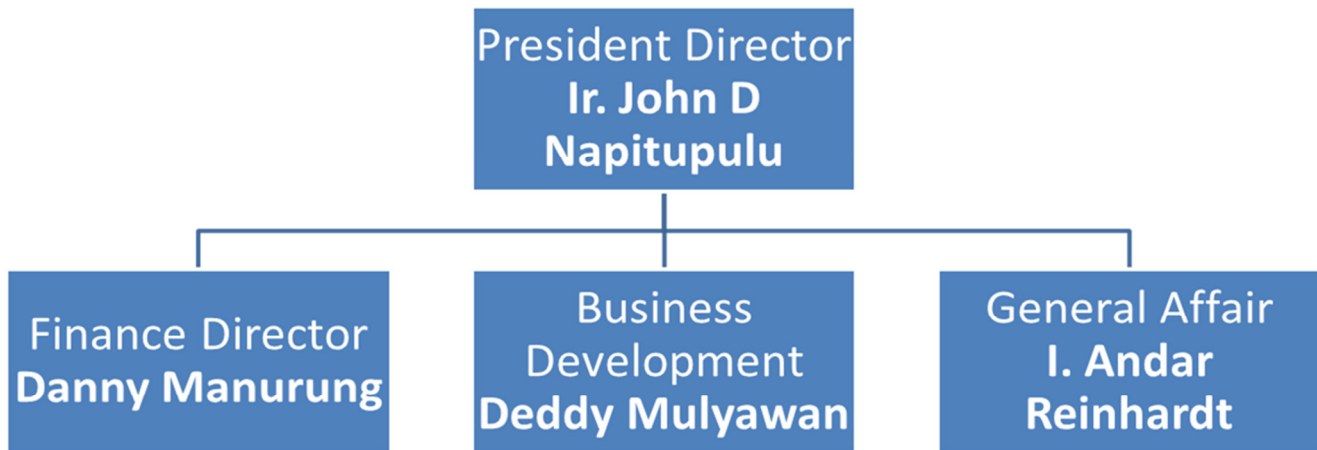 President Director
Ir. John D
Napitupulu
Finance Director
Danny Manurung
Business
Development
Deddy Mulyawan
General Affair
I. Andar
Reinhardt